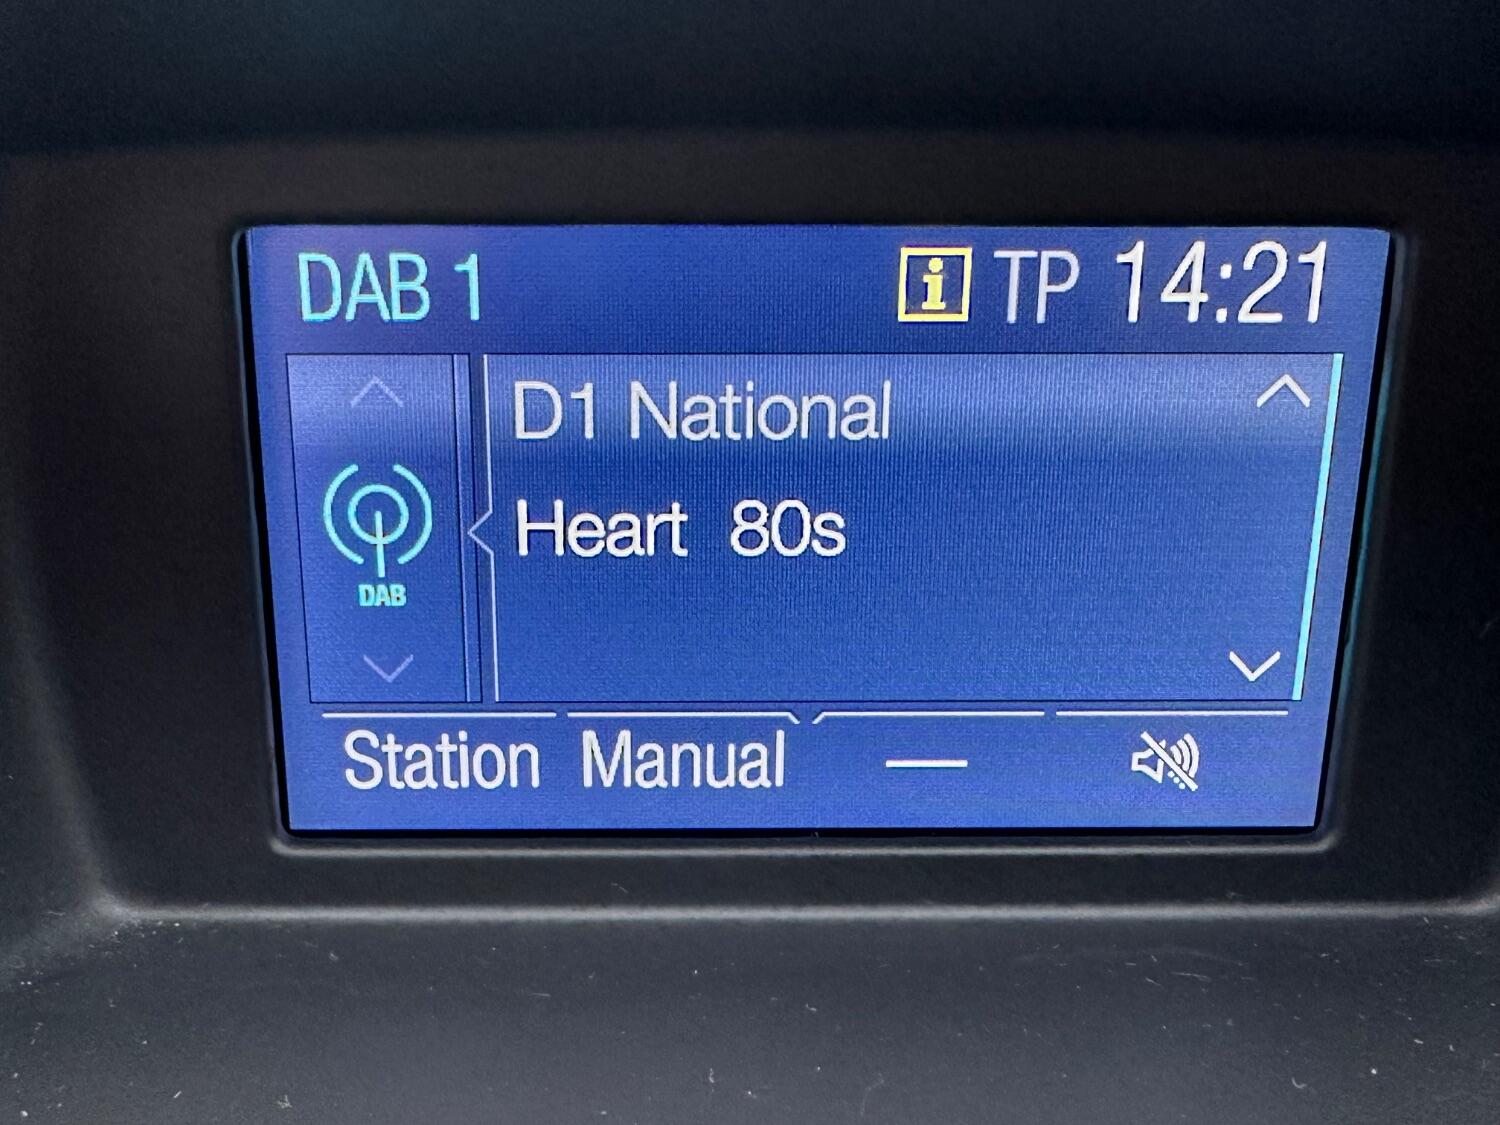 DAB 1 i TP 14:21
D1 National
Heart 80s
DAB
Station Manual